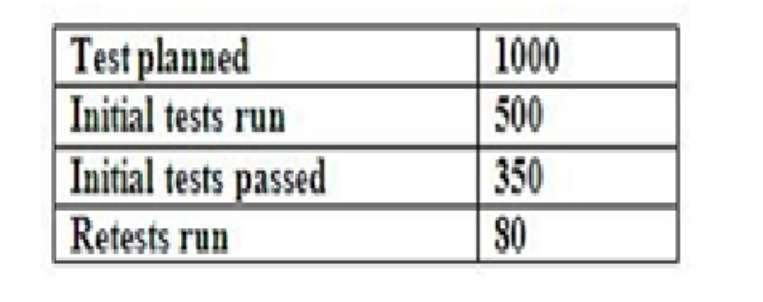 Test planned 1000
Initial tests run 500
Initial tests passed 350
Retests run 80